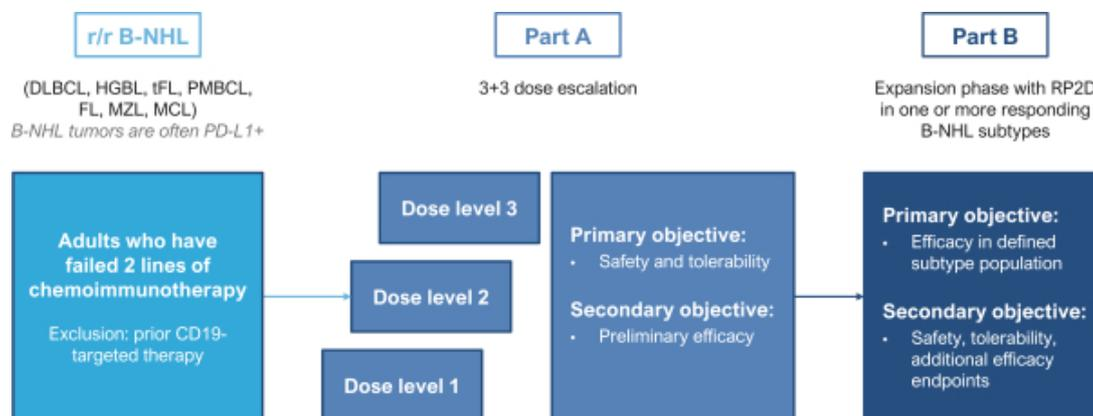 r/r B-NHL
(DLBCL, HGBL, tFL, PMBCL,
FL, MZL, MCL)
B-NHL tumors are often PD-L1+
Adults who have
failed 2 lines of
chemoimmunotherapy
Exclusion: prior CD19-
targeted therapy
Part A
3+3 dose escalation
Dose level 3
Dose level 2
Dose level 1
Primary objective:
• Safety and tolerability
Secondary objective:
• Preliminary efficacy
Part B
Expansion phase with RP2D
in one or more responding
B-NHL subtypes
Primary objective:
• Efficacy in defined
subtype population
Secondary objective:
• Safety, tolerability,
additional efficacy
endpoints